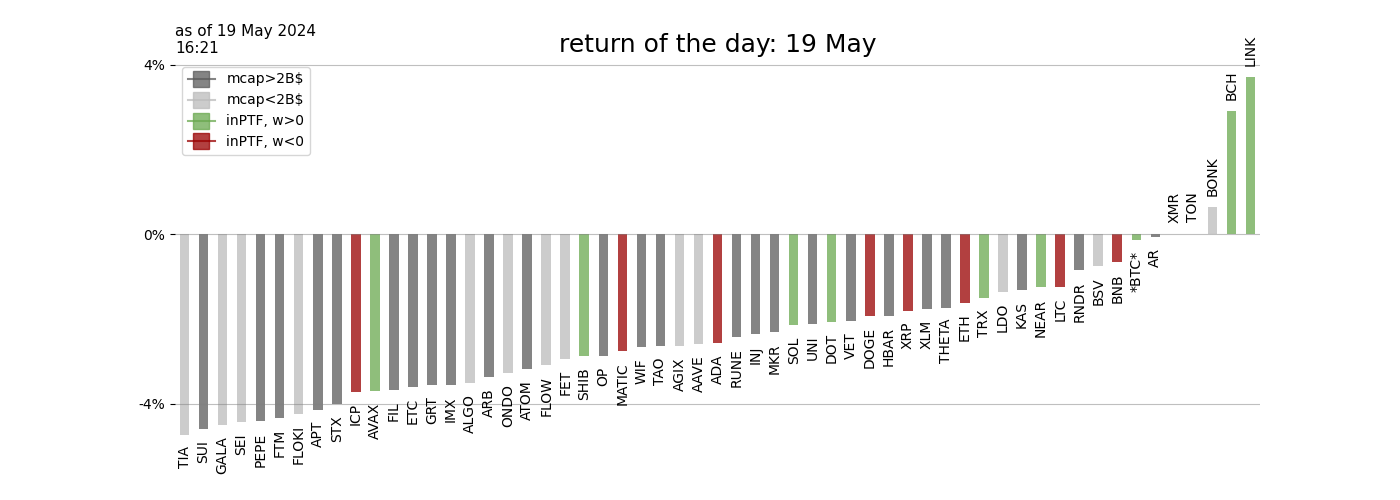 as of 19 May 2024
16:21
return of the day: 19 May
4%
0%
-4%
mcap>2B$
mcap<2B$
inPTF, w>0
inPTF, w<0
TIA
SUI
GALA
SEI
PEPE
FTM
FLOKI
APT
STX
ICP
AVAX
FIL
ETC
GRT
IMX
ALGO
ARB
ONDO
ATOM
FLOW
FET
SHIB
OP
MATIC
WIF
TAO
AGIX
AAVE
ADA
RUNE
INJ
MKR
SOL
UNI
DOT
VET
DOGE
HBAR
XRP
XLM
THETA
ETH
TRX
LDO
KAS
NEAR
LTC
RNDR
BSV
BNB
*BTC*
AR
XMR
TON
BONK
BCH
LINK